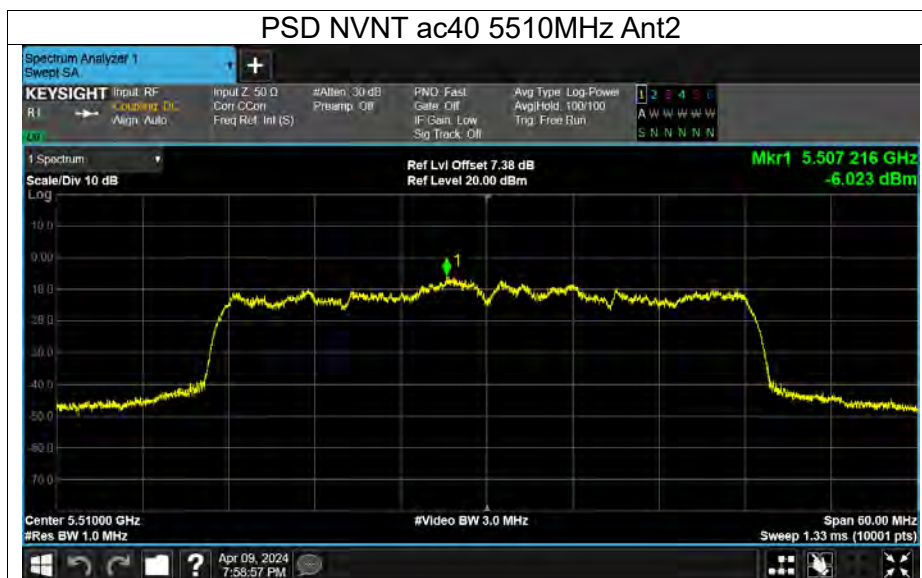 PSD NVNT ac40 5510MHz Ant2
Spectrum Analyzer 1
Swept SA
+
KEYSIGHT Input: RF
Coupling: DC
Align: Auto
Input Z: 50 Ω
Corr CCorr
Freq Ref: Int (S)
#Atten: 30 dB
Preamp: Off
PNO: Fast
Gate: Off
IF Gain: Low
Sig Track: Off
Avg Type: Log-Power
Avg|Hold: 100/100
Trig: Free Run
1 2 3 4 5 6
A W W W W W
S N N N N N
1 Spectrum
Scale/Div 10 dB
Ref Lvl Offset 7.38 dB
Ref Level 20.00 dBm
Mkr1 5.507 216 GHz
-6.023 dBm
Log
10.0
0.00
-10.0
-20.0
-30.0
-40.0
-50.0
-60.0
-70.0
1
Center 5.51000 GHz
#Res BW 1.0 MHz
#Video BW 3.0 MHz
Span 60.00 MHz
Sweep 1.33 ms (10001 pts)
?
Apr 09, 2024
7:58:57 PM